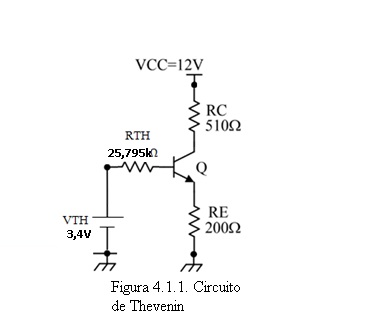 VCC=12V
RC
510Ω
RTH
25,795kΩ
Q
VTH
3,4V
RE
200Ω
Figura 4.1.1. Circuito
de Thevenin